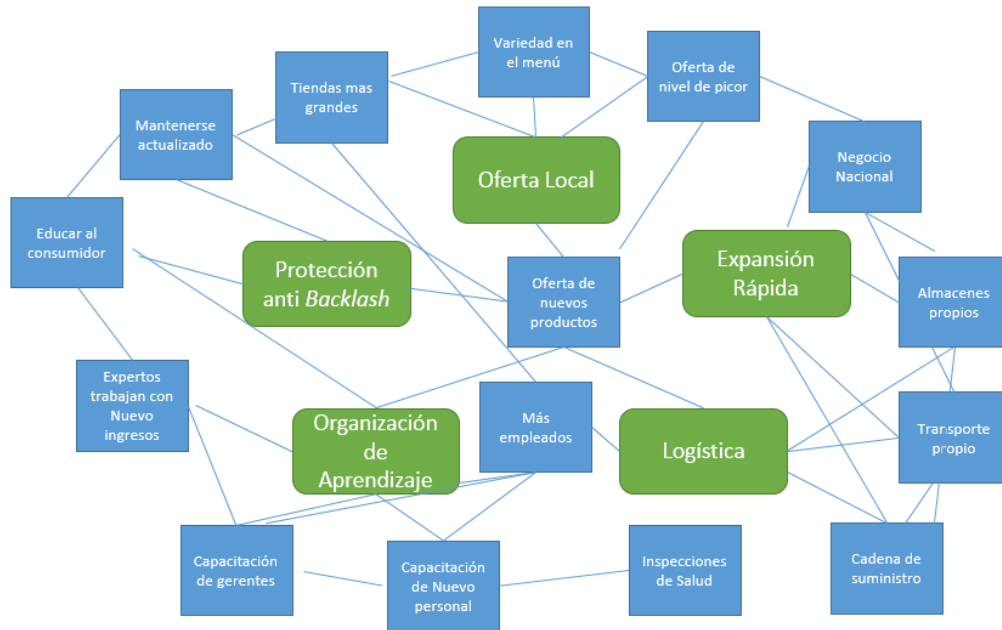 Variedad en
el menú
Oferta de
nivel de picor
Tiendas mas
grandes
Mantenerse
actualizado
Negocio
Nacional
Oferta Local
Educar al
consumidor
Protección
anti Backlash
Oferta de
nuevos
productos
Expansión
Rápida
Almacenes
propios
Expertos
trabajan con
Nuevo
ingresos
Organización
de
Aprendizaje
Más
empleados
Logística
Transporte
propio
Capacitación
de gerentes
Capacitación
de Nuevo
personal
Inspecciones
de Salud
Cadena de
suministro